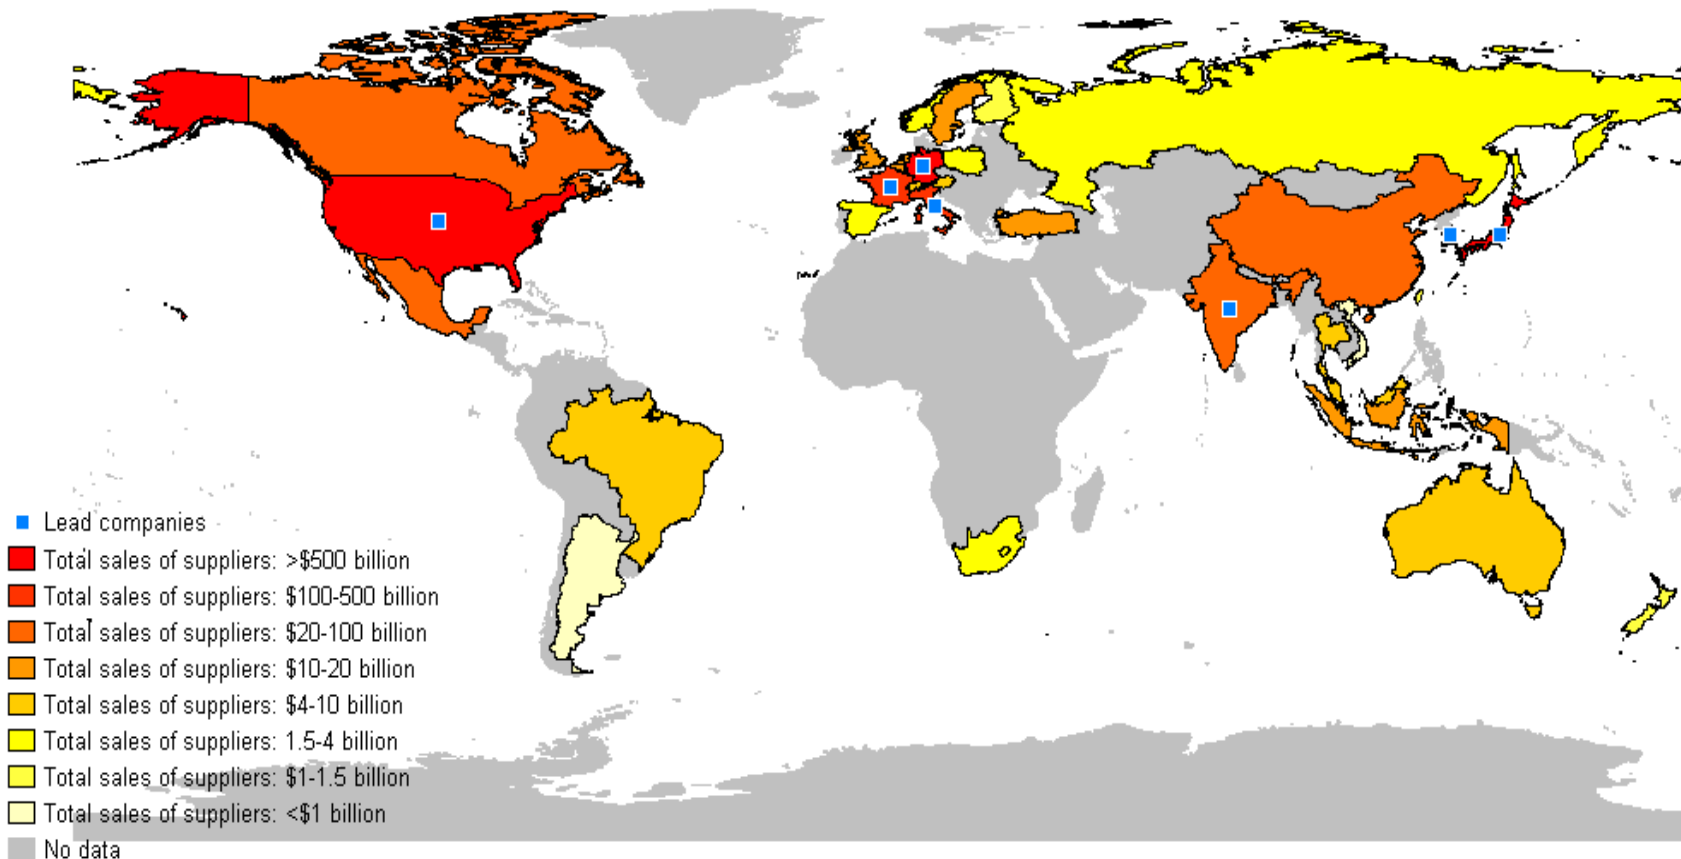 Lead companies
Total sales of suppliers: >$500 billion
Total sales of suppliers: $100-500 billion
Total sales of suppliers: $20-100 billion
Total sales of suppliers: $10-20 billion
Total sales of suppliers: $4-10 billion
Total sales of suppliers: 1.5-4 billion
Total sales of suppliers: $1-1.5 billion
Total sales of suppliers: <$1 billion
No data